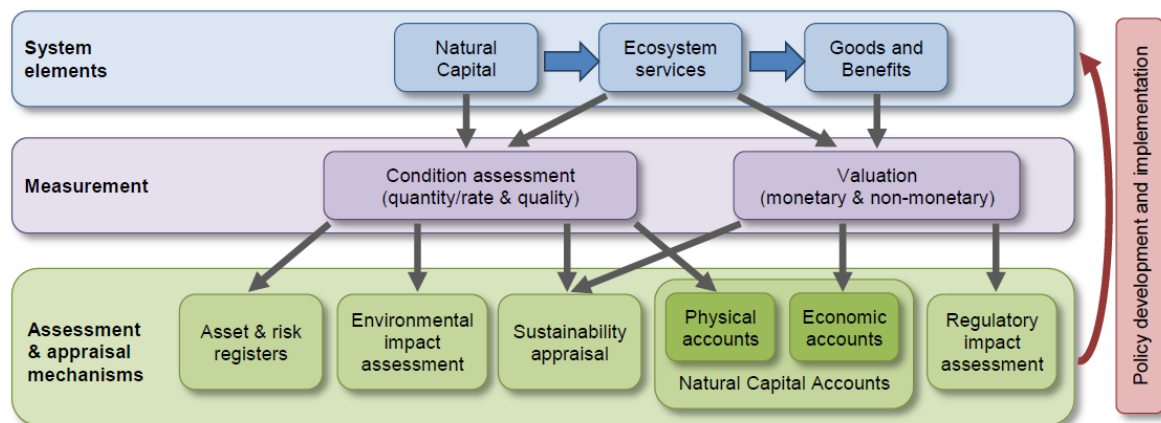 System
elements
Natural
Capital
Ecosystem
services
Goods and
Benefits
Measurement
Condition assessment
(quantity/rate & quality)
Valuation
(monetary & non-monetary)
Assessment
& appraisal
mechanisms
Asset & risk
registers
Environmental
impact
assessment
Sustainability
appraisal
Physical
accounts
Economic
accounts
Natural Capital Accounts
Regulatory
impact
assessment
Policy development and implementation